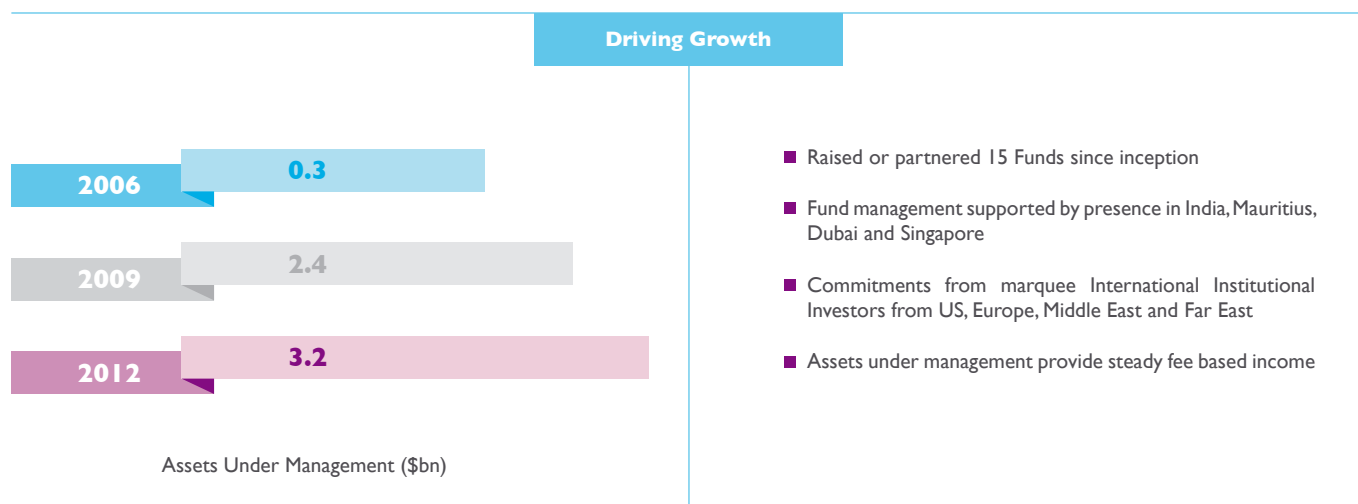 Driving Growth
2006
0.3
2009
2.4
2012
3.2
Assets Under Management ($bn)
Raised or partnered 15 Funds since inception
Fund management supported by presence in India, Mauritius,
Dubai and Singapore
Commitments from marquee International Institutional
Investors from US, Europe, Middle East and Far East
Assets under management provide steady fee based income